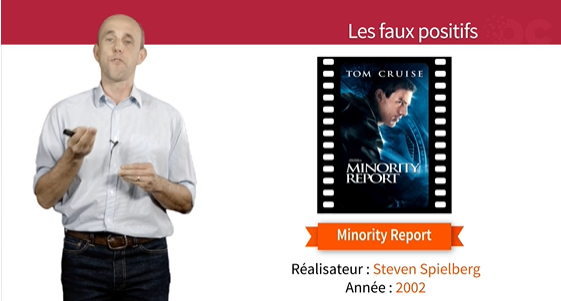 Les faux positifs
TOM CRUISE
MINORITY
REPORT
Minority Report
Réalisateur : Steven Spielberg
Année : 2002